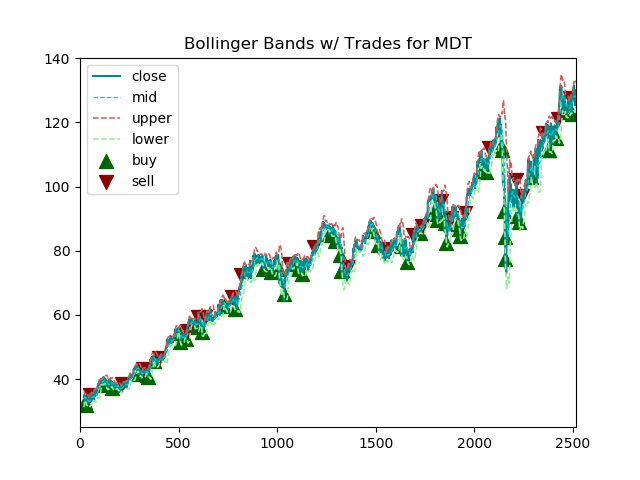 Bollinger Bands w/ Trades for MDT
140
120
100
80
60
40
close
mid
upper
lower
buy
sell
0 500 1000 1500 2000 2500